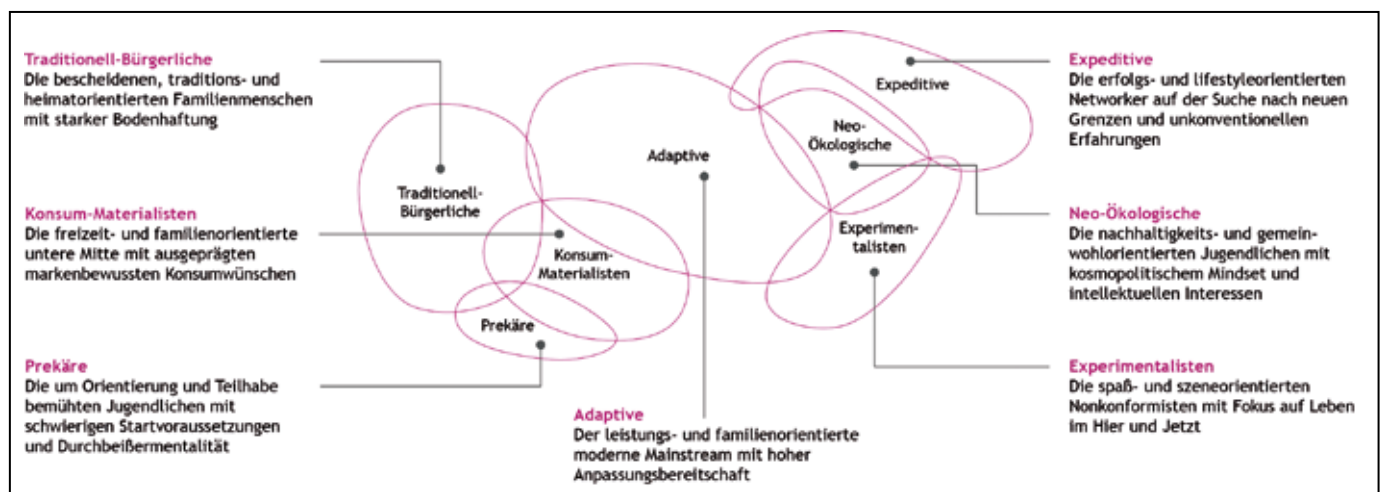 Traditionell-Bürgerliche
Die bescheidenen, traditions- und
heimatorientierten Familienmenschen
mit starker Bodenhaftung
Konsum-Materialisten
Die freizeit- und familienorientierte
untere Mitte mit ausgeprägten
markenbewussten Konsumwünschen
Prekäre
Die um Orientierung und Teilhabe
bemühten Jugendlichen mit
schwierigen Startvoraussetzungen
und Durchbeißermentalität
Traditionell-
Bürgerliche
Konsum-
Materialisten
Prekäre
Adaptive
Expeditive
Neo-
Ökologische
Experimen-
talisten
Adaptive
Der leistungs- und familienorientierte
moderne Mainstream mit hoher
Anpassungsbereitschaft
Expeditive
Die erfolgs- und lifestyleorientierten
Networker auf der Suche nach neuen
Grenzen und unkonventionellen
Erfahrungen
Neo-Ökologische
Die nachhaltigkeits- und gemein-
wohlorientierten Jugendlichen mit
kosmopolitischem Mindset und
intellektuellen Interessen
Experimentalisten
Die spaß- und szeneorientierten
Nonkonformisten mit Fokus auf Leben
im Hier und Jetzt